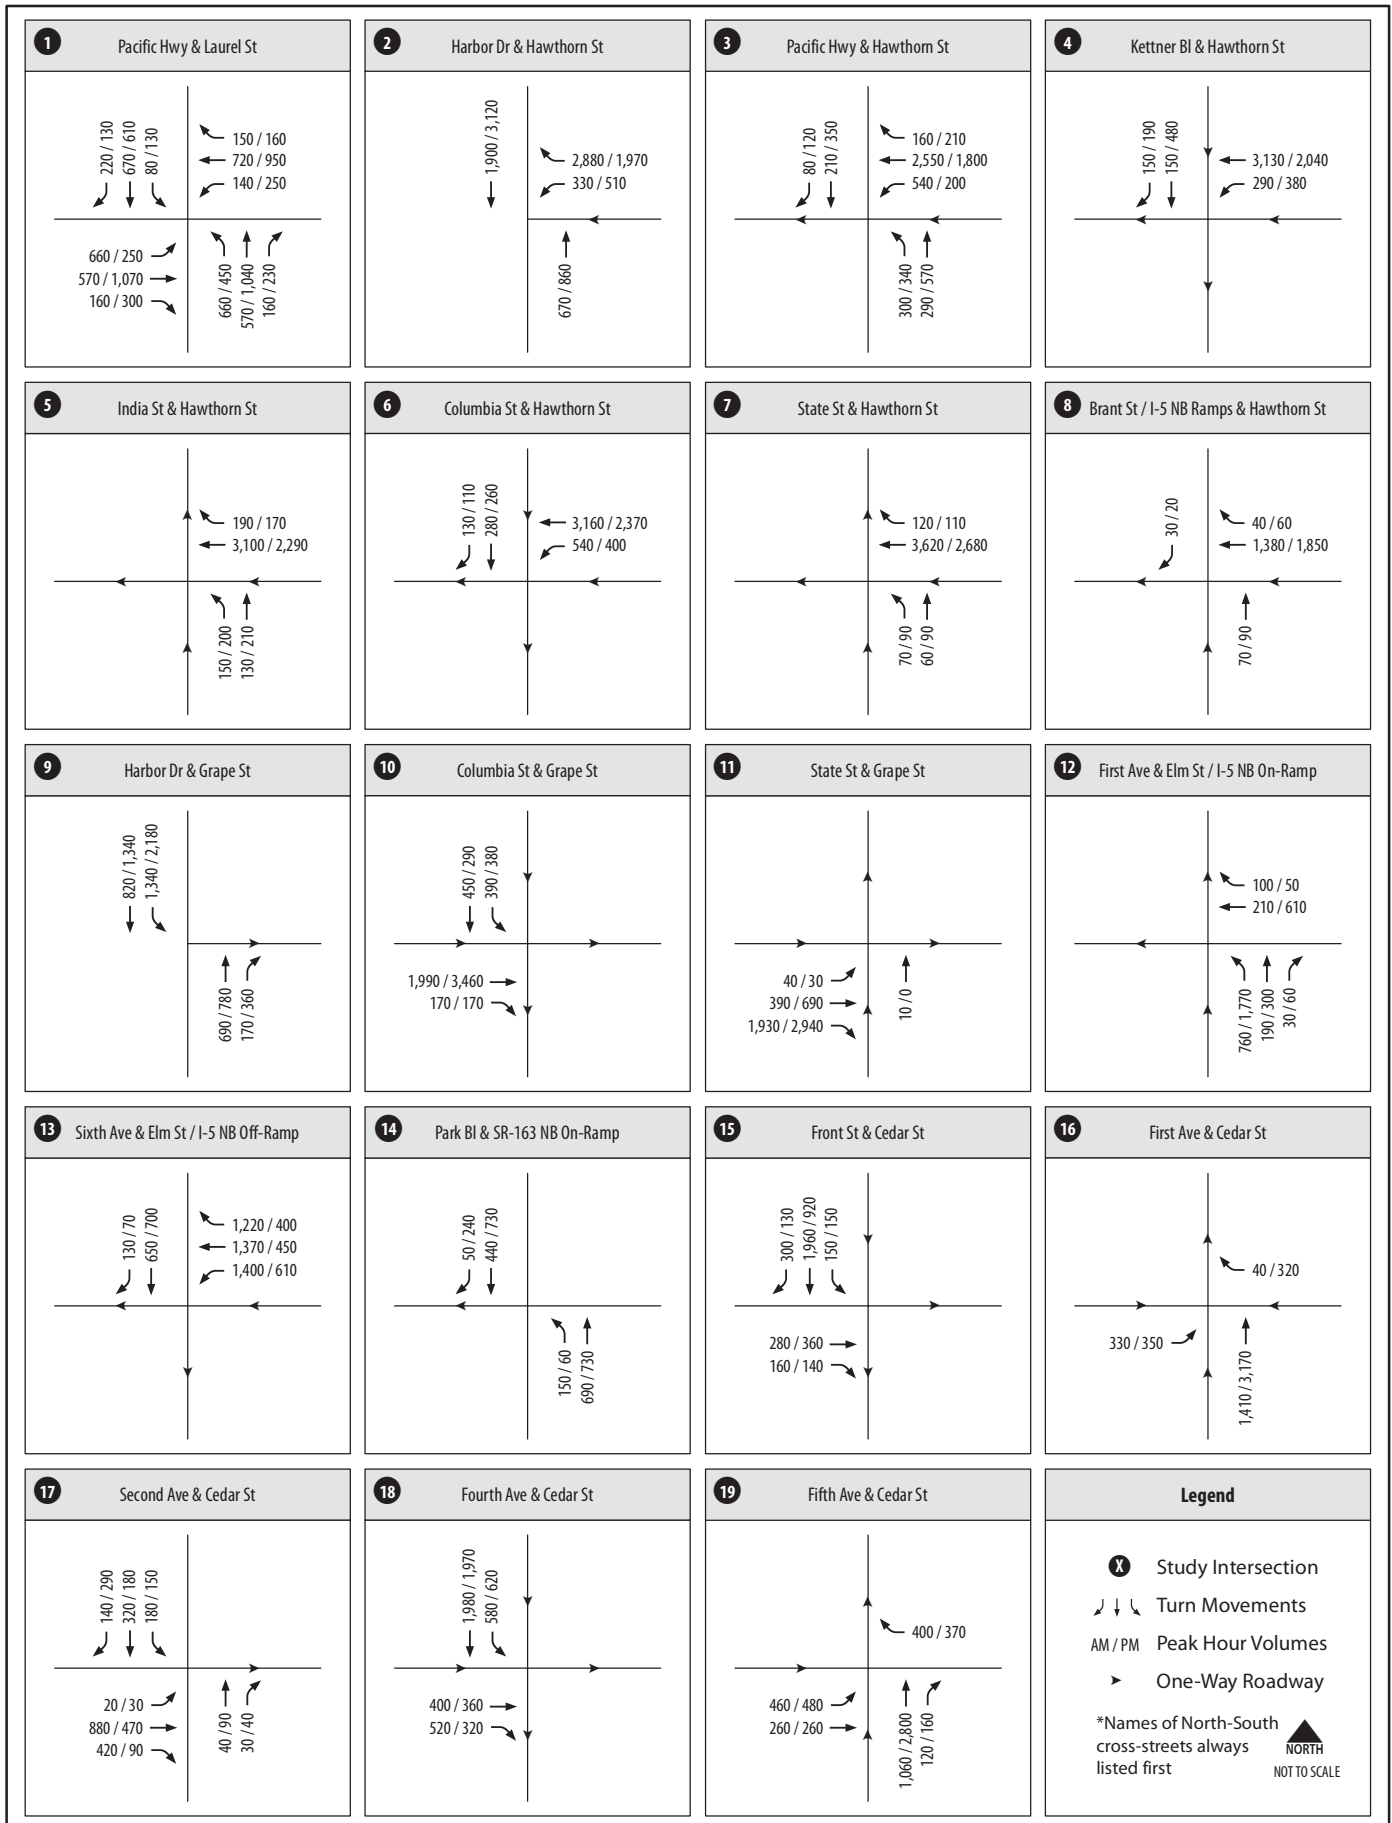 1
Pacific Hwy & Laurel St
220 / 130
670 / 610
80 / 130
150 / 160
720 / 950
140 / 250
660 / 250
570 / 1,070
160 / 300
660 / 450
570 / 1,040
160 / 230
2
Harbor Dr & Hawthorn St
1,900 / 3,120
2,880 / 1,970
330 / 510
670 / 860
3
Pacific Hwy & Hawthorn St
80 / 120
210 / 350
160 / 210
2,550 / 1,800
540 / 200
300 / 340
290 / 570
4
Kettner Bl & Hawthorn St
150 / 190
150 / 480
3,130 / 2,040
290 / 380
5
India St & Hawthorn St
190 / 170
3,100 / 2,290
150 / 200
130 / 210
6
Columbia St & Hawthorn St
130 / 110
280 / 260
3,160 / 2,370
540 / 400
7
State St & Hawthorn St
120 / 110
3,620 / 2,680
70 / 90
60 / 90
8
Brant St / I-5 NB Ramps & Hawthorn St
30 / 20
40 / 60
1,380 / 1,850
70 / 90
9
Harbor Dr & Grape St
820 / 1,340
1,340 / 2,180
690 / 780
170 / 360
10
Columbia St & Grape St
450 / 290
390 / 380
1,990 / 3,460
170 / 170
11
State St & Grape St
40 / 30
390 / 690
1,930 / 2,940
10 / 0
12
First Ave & Elm St / I-5 NB On-Ramp
100 / 50
210 / 610
760 / 1,770
190 / 300
30 / 60
13
Sixth Ave & Elm St / I-5 NB Off-Ramp
130 / 70
650 / 700
1,220 / 400
1,370 / 450
1,400 / 610
14
Park Bl & SR-163 NB On-Ramp
50 / 240
440 / 730
150 / 60
690 / 730
15
Front St & Cedar St
300 / 130
1,960 / 920
150 / 150
280 / 360
160 / 140
16
First Ave & Cedar St
40 / 320
330 / 350
1,410 / 3,170
17
Second Ave & Cedar St
140 / 290
320 / 180
180 / 150
20 / 30
880 / 470
420 / 90
40 / 90
30 / 40
18
Fourth Ave & Cedar St
1,980 / 1,970
580 / 620
400 / 360
520 / 320
19
Fifth Ave & Cedar St
400 / 370
460 / 480
260 / 260
1,060 / 2,800
120 / 160
Legend
X Study Intersection
Turn Movements
AM / PM Peak Hour Volumes
One-Way Roadway
*Names of North-South
cross-streets always
listed first
NORTH
NOT TO SCALE